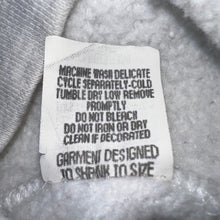 MACHINE WASH DELICATE
CYCLE SEPARATELY-COLD
TUMBLE DRY LOW REMOVE
PROMPTLY
DO NOT BLEACH
DO NOT IRON OR DRY
CLEAN IF DECORATED
GARMENT DESIGNED
TO SHRINK TO SIZE